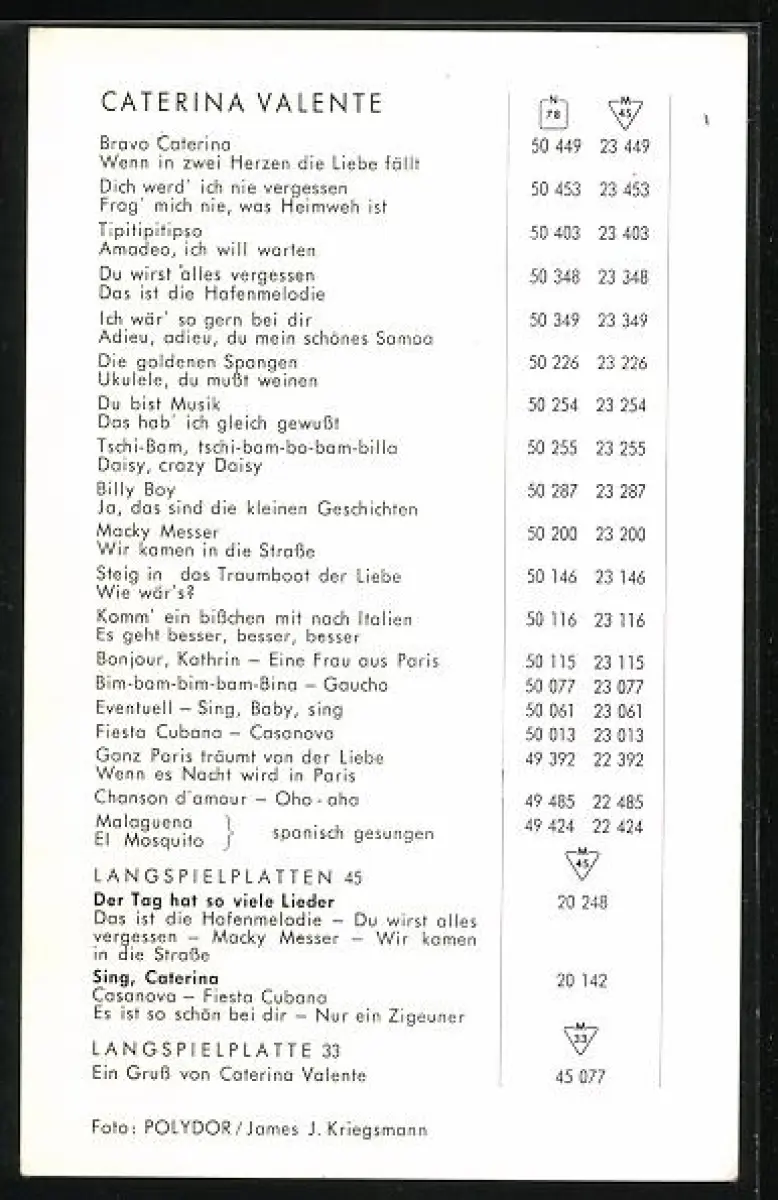 CATERINA VALENTE N 78 M 45
Bravo Caterina
Wenn in zwei Herzen die Liebe fällt 50 449 23 449
Dich werd' ich nie vergessen
Frag' mich nie, was Heimweh ist 50 453 23 453
Tipitipitipso
Amadeo, ich will warten 50 403 23 403
Du wirst alles vergessen
Das ist die Hafenmelodie 50 348 23 348
Ich wär' so gern bei dir
Adieu, adieu, du mein schönes Samoa 50 349 23 349
Die goldenen Spangen
Ukulele, du mußt weinen 50 226 23 226
Du bist Musik
Das hab' ich gleich gewußt 50 254 23 254
Tschi-Bam, tschi-bam-bo-bam-billa
Daisy, crazy Daisy 50 255 23 255
Billy Boy
Ja, das sind die kleinen Geschichten 50 287 23 287
Macky Messer
Wir kamen in die Straße 50 200 23 200
Steig in das Traumboot der Liebe
Wie wär's? 50 146 23 146
Komm' ein bißchen mit nach Italien
Es geht besser, besser, besser 50 116 23 116
Bonjour, Kathrin – Eine Frau aus Paris 50 115 23 115
Bim-bam-bim-bam-Bina – Gaucho 50 077 23 077
Eventuell – Sing, Baby, sing 50 061 23 061
Fiesta Cubana – Casanova 50 013 23 013
Ganz Paris träumt von der Liebe
Wenn es Nacht wird in Paris 49 392 22 392
Chanson d'amour – Oho - aha 49 485 22 485
Malaguena
El Mosquito } spanisch gesungen 49 424 22 424
LANGSPIELPLATTEN 45 M 45
Der Tag hat so viele Lieder 20 248
Das ist die Hafenmelodie – Du wirst alles
vergessen – Macky Messer – Wir kamen
in die Straße
Sing, Caterina 20 142
Casanova – Fiesta Cubana
Es ist so schön bei dir – Nur ein Zigeuner
LANGSPIELPLATTE 33 M 33
Ein Gruß von Caterina Valente 45 077
Foto: POLYDOR / James J. Kriegsmann